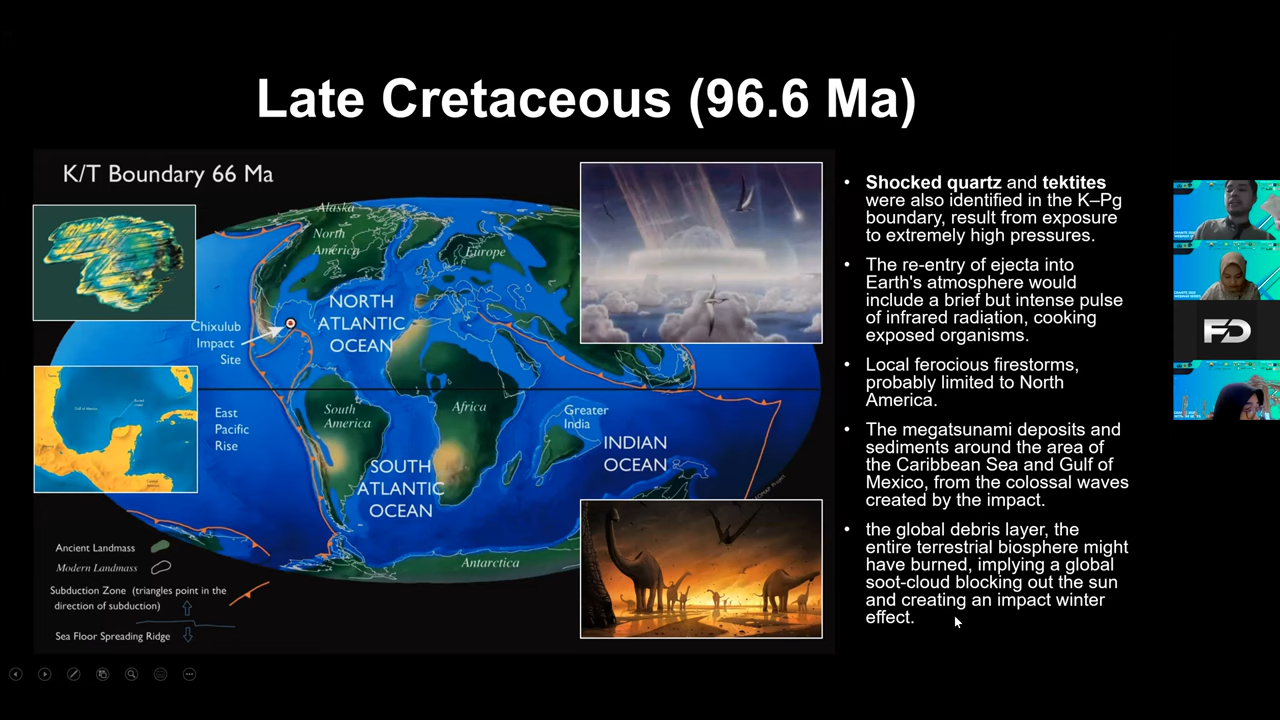 Late Cretaceous (96.6 Ma)
K/T Boundary 66 Ma
Alaska
North
America
Europe
NORTH
ATLANTIC
OCEAN
Chixulub
Impact
Site
East
Pacific
Rise
South
America
Africa
Greater
India
INDIAN
OCEAN
SOUTH
ATLANTIC
OCEAN
Antarctica
Ancient Landmass
Modern Landmass
Subduction Zone (triangles point in the
direction of subduction)
Sea Floor Spreading Ridge
• Shocked quartz and tektites
were also identified in the K–Pg
boundary, result from exposure
to extremely high pressures.
• The re-entry of ejecta into
Earth's atmosphere would
include a brief but intense pulse
of infrared radiation, cooking
exposed organisms.
• Local ferocious firestorms,
probably limited to North
America.
• The megatsunami deposits and
sediments around the area of
the Caribbean Sea and Gulf of
Mexico, from the colossal waves
created by the impact.
• the global debris layer, the
entire terrestrial biosphere might
have burned, implying a global
soot-cloud blocking out the sun
and creating an impact winter
effect.
FD